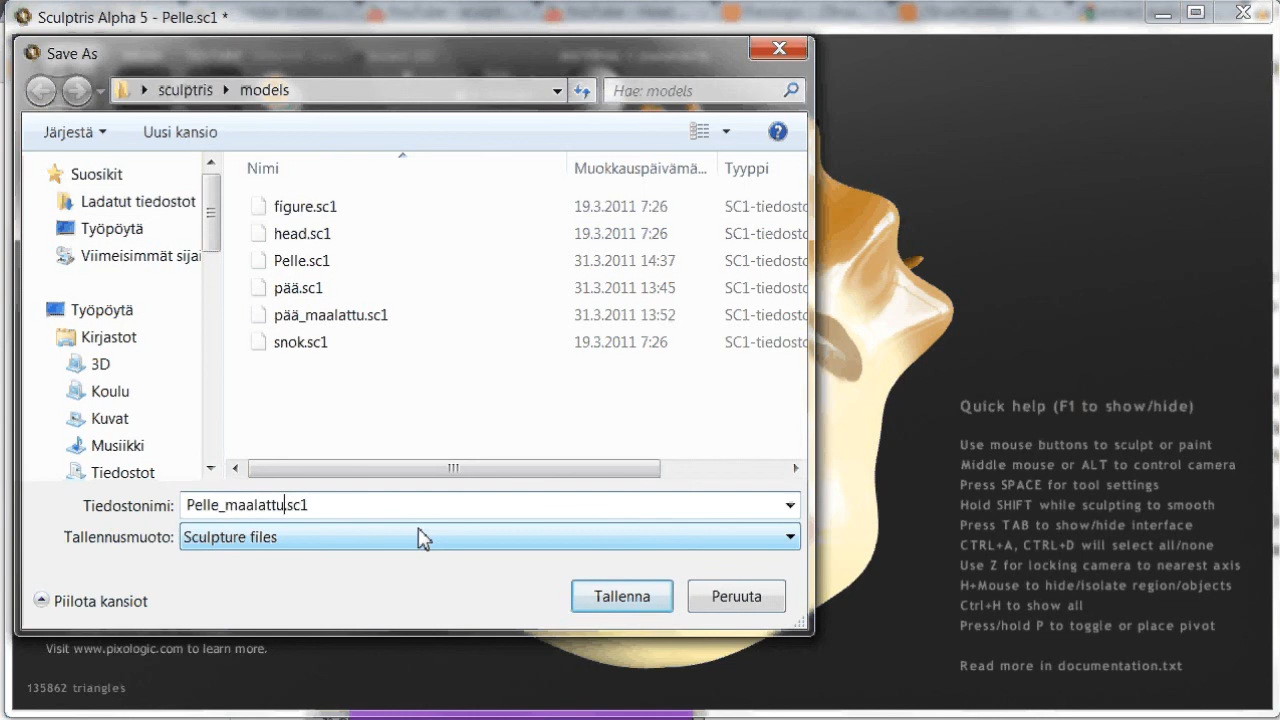 Sculptris Alpha 5 - Pelle.sc1 *
Save As
sculptris ▸ models
Hae: models
Järjestä
Uusi kansio
Nimi
Muokkauspäivämä...
Tyyppi
Suosikit
Ladatut tiedostot
Työpöytä
Viimeisimmät sijai
Työpöytä
Kirjastot
3D
Koulu
Kuvat
Musiikki
Tiedostot
figure.sc1 19.3.2011 7:26 SC1-tiedosto
head.sc1 19.3.2011 7:26 SC1-tiedosto
Pelle.sc1 31.3.2011 14:37 SC1-tiedosto
pää.sc1 31.3.2011 13:45 SC1-tiedosto
pää_maalattu.sc1 31.3.2011 13:52 SC1-tiedosto
snok.sc1 19.3.2011 7:26 SC1-tiedosto
Tiedostonimi: Pelle_maalattu.sc1
Tallennusmuoto: Sculpture files
Piilota kansiot
Tallenna
Peruuta
Quick help (F1 to show/hide)
Use mouse buttons to sculpt or paint
Middle mouse or ALT to control camera
Press SPACE for tool settings
Hold SHIFT while sculpting to smooth
Press TAB to show/hide interface
CTRL+A, CTRL+D will select all/none
Use Z for locking camera to nearest axis
H+Mouse to hide/isolate region/objects
Ctrl+H to show all
Press/hold P to toggle or place pivot
Read more in documentation.txt
Visit www.pixologic.com to learn more.
135862 triangles